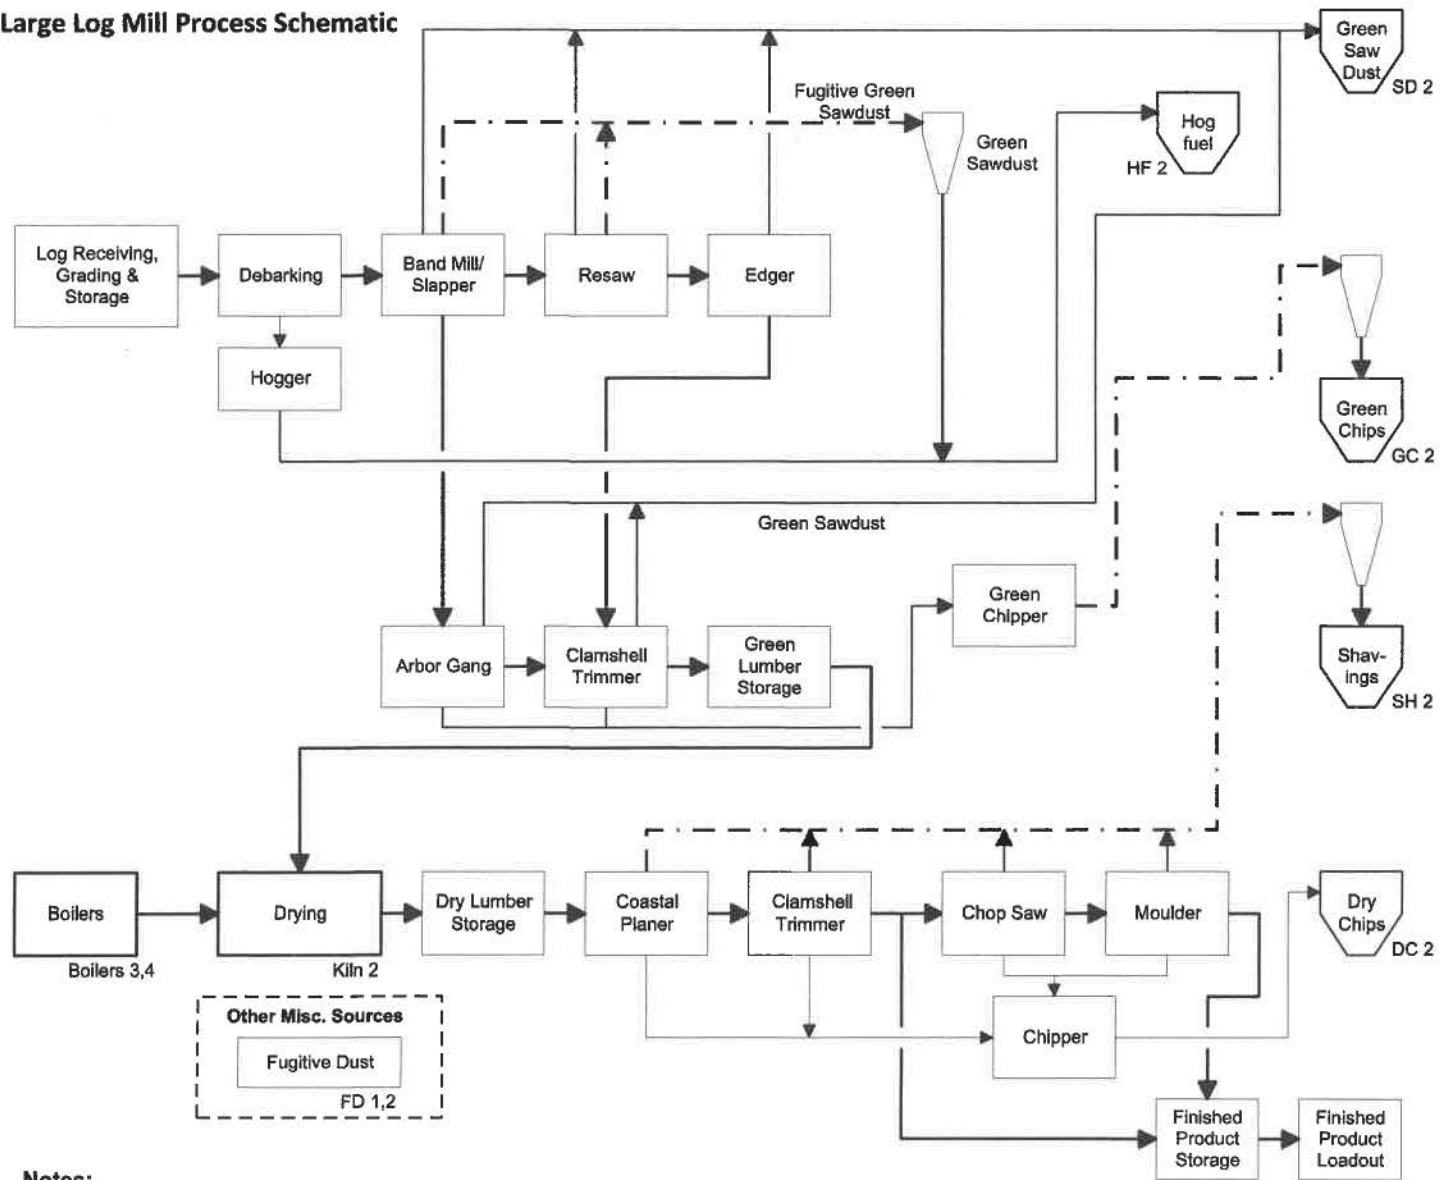 Large Log Mill Process Schematic
Green
Saw
Dust
SD 2
Fugitive Green
Sawdust
Green
Sawdust
Hog
fuel
HF 2
Log Receiving,
Grading &
Storage
Debarking
Band Mill/
Slapper
Resaw
Edger
Hogger
Green
Chips
GC 2
Green Sawdust
Green
Chipper
Arbor Gang
Clamshell
Trimmer
Green
Lumber
Storage
Shav-
ings
SH 2
Boilers
Boilers 3,4
Drying
Kiln 2
Dry Lumber
Storage
Coastal
Planer
Clamshell
Trimmer
Chop Saw
Moulder
Dry
Chips
DC 2
Other Misc. Sources
Fugitive Dust
FD 1,2
Chipper
Finished
Product
Storage
Finished
Product
Loadout
Notes: